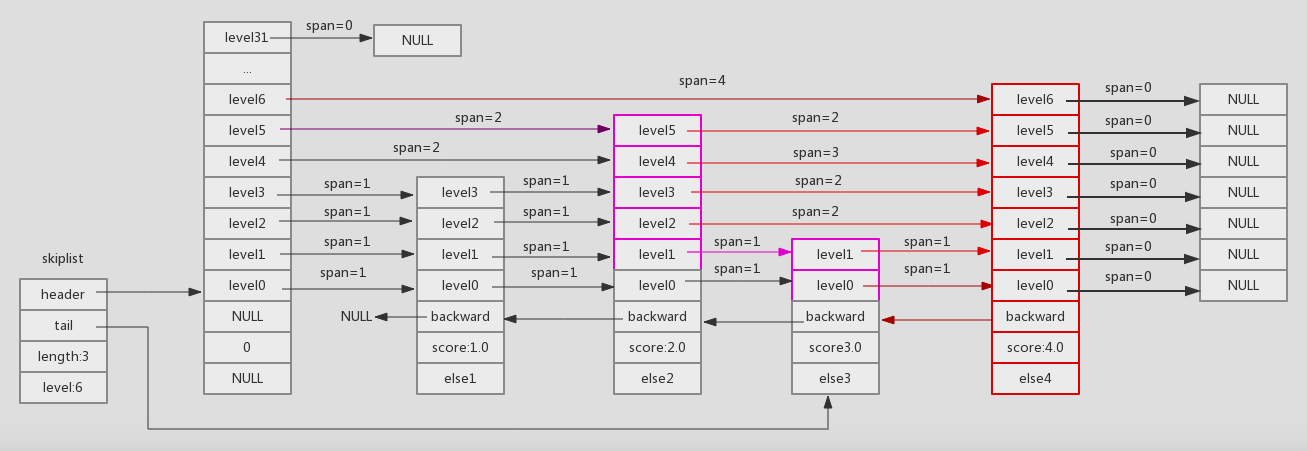 span=0
level31
NULL
...
span=4
level6
level6
span=0
NULL
span=2
span=2
level5
level5
level5
span=0
NULL
span=2
span=3
level4
level4
level4
span=0
NULL
span=1
span=1
span=2
level3
level3
level3
level3
span=0
NULL
span=1
span=1
span=2
level2
level2
level2
level2
span=0
NULL
span=1
span=1
span=1
span=1
level1
level1
level1
level1
level1
span=0
NULL
skiplist
span=1
span=1
span=1
span=1
level0
level0
level0
level0
level0
span=0
NULL
header
NULL
NULL
backward
backward
backward
backward
tail
0
score:1.0
score:2.0
score3.0
score:4.0
length:3
NULL
else1
else2
else3
else4
level:6